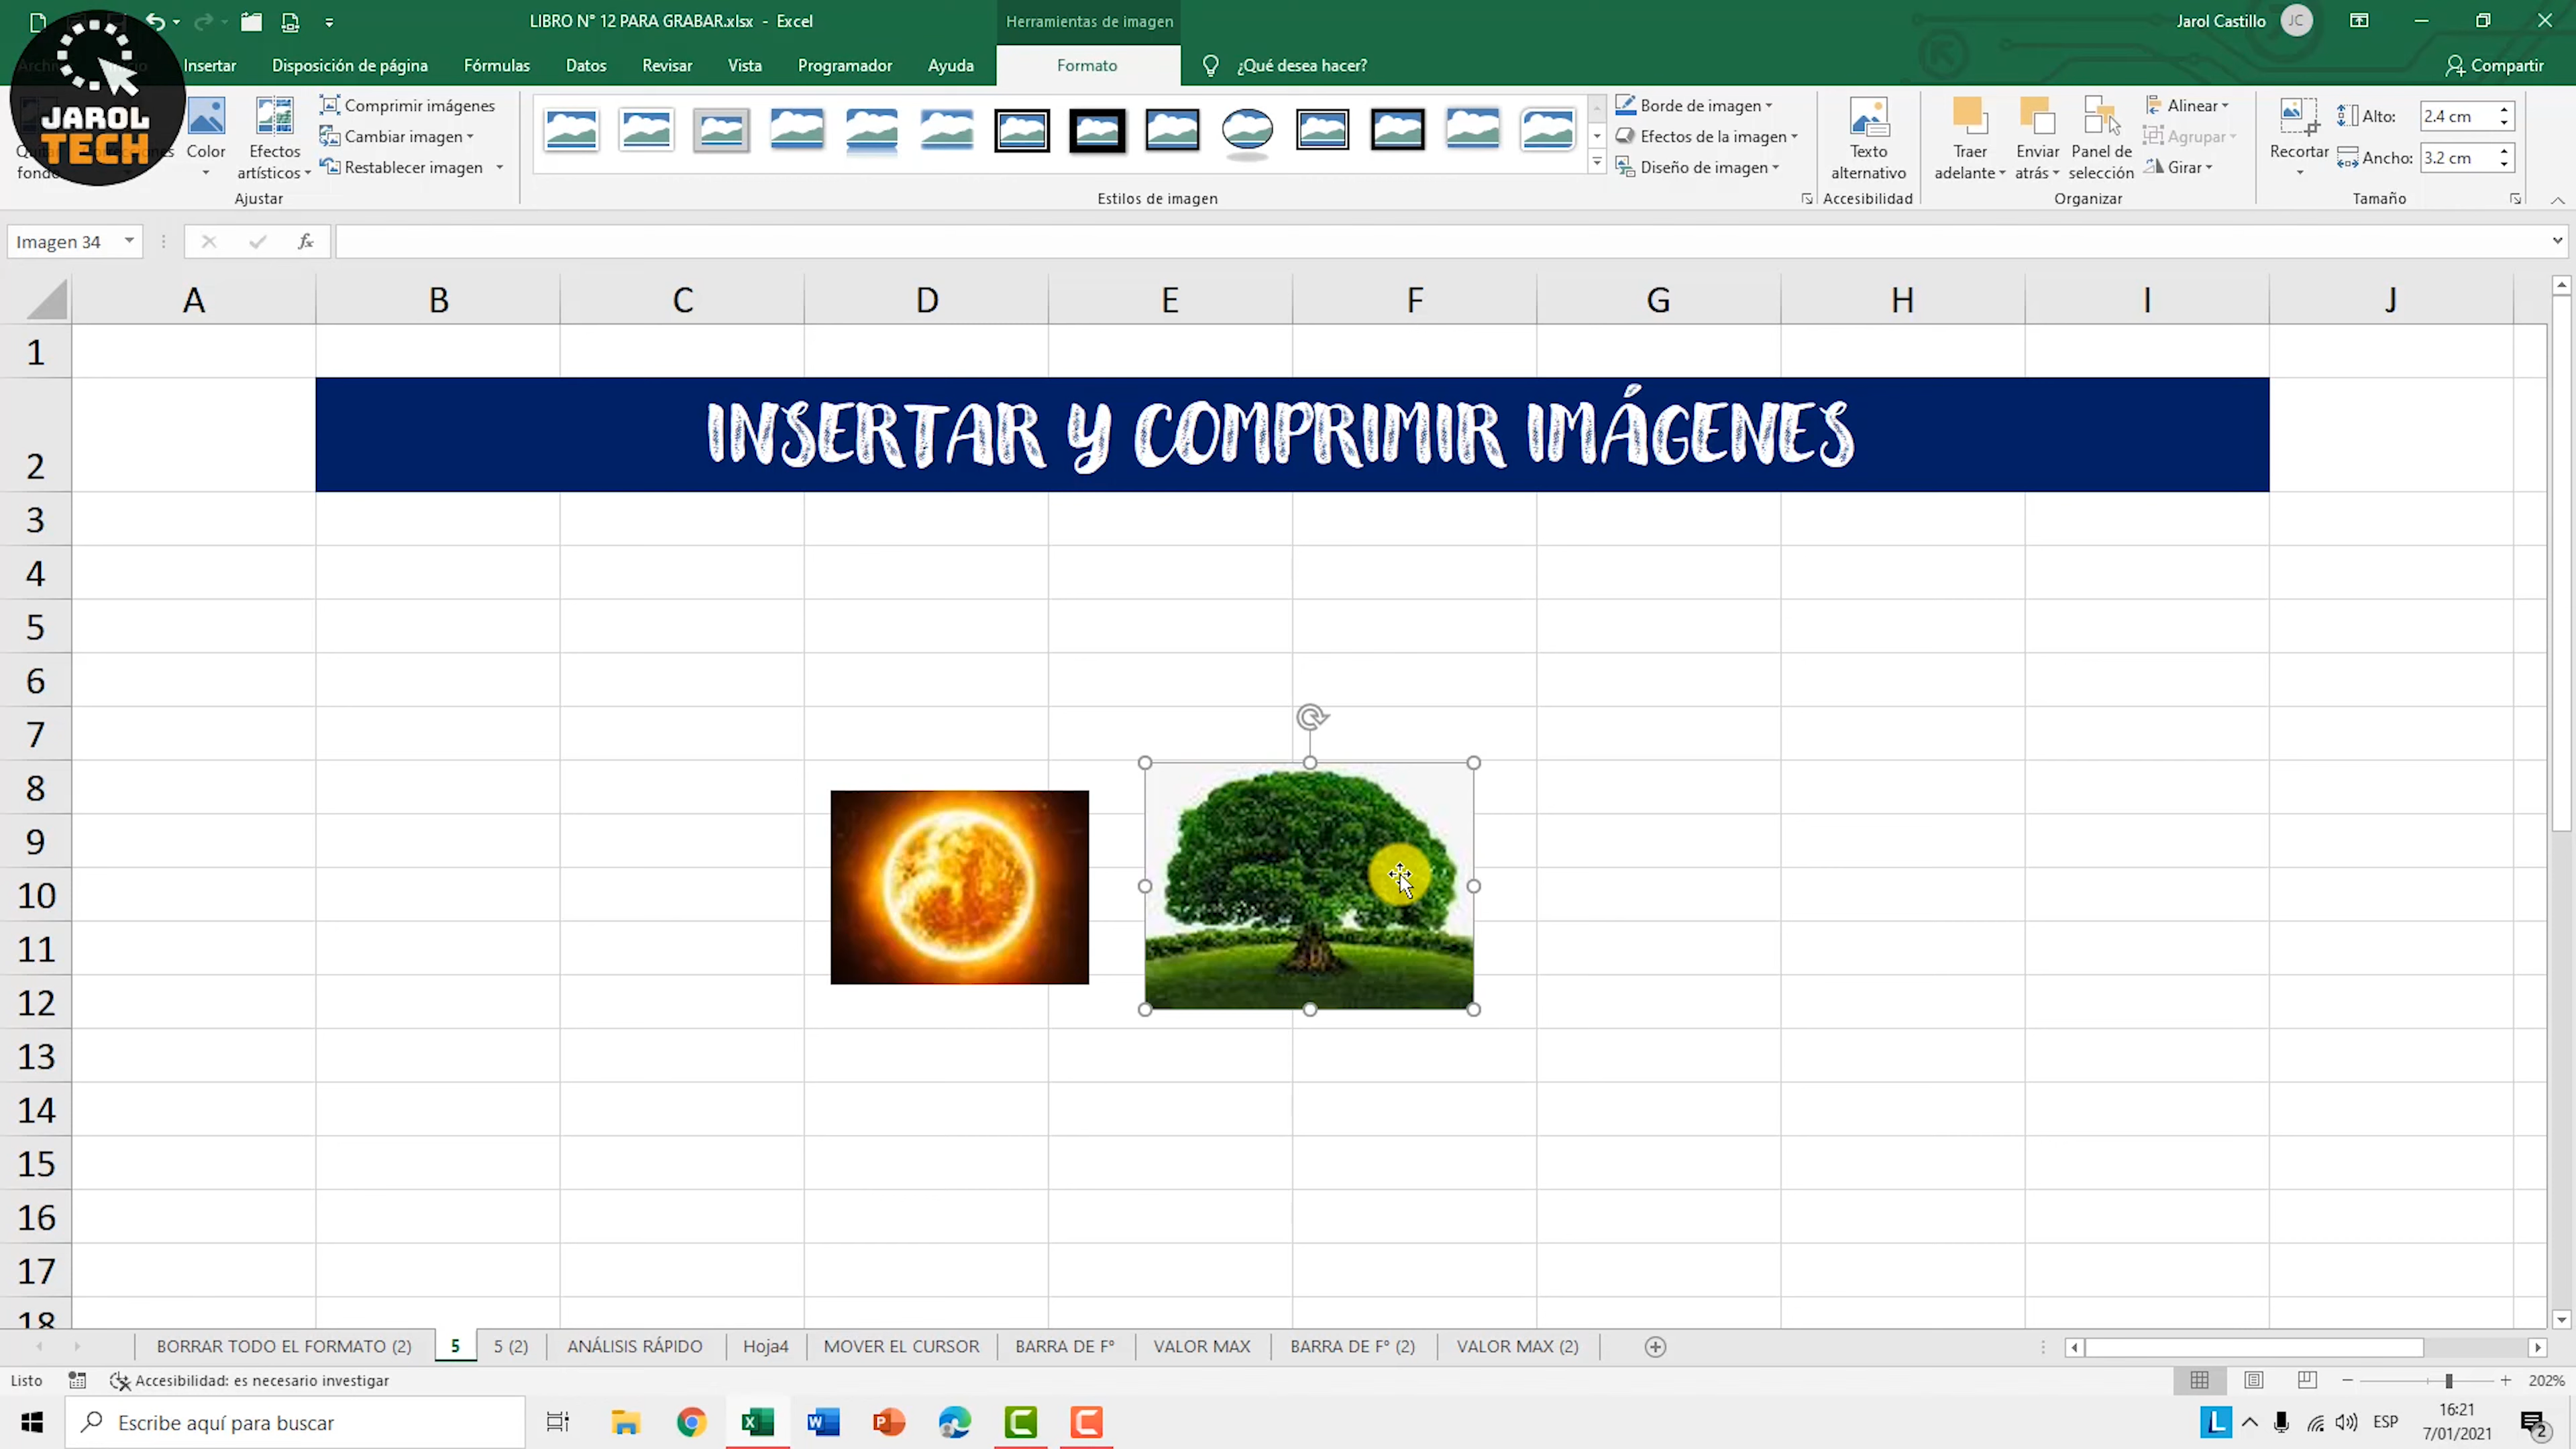 LIBRO N° 12 PARA GRABAR.xlsx - Excel
Herramientas de imagen
Jarol Castillo
JC
Insertar
Disposición de página
Fórmulas
Datos
Revisar
Vista
Programador
Ayuda
Formato
¿Qué desea hacer?
Compartir
JAROL
TECH
Color
Efectos
artísticos
Comprimir imágenes
Cambiar imagen
Restablecer imagen
Ajustar
Estilos de imagen
Borde de imagen
Efectos de la imagen
Diseño de imagen
Texto
alternativo
Accesibilidad
Traer
adelante
Enviar
atrás
Panel de
selección
Alinear
Agrupar
Girar
Organizar
Recortar
Alto: 2.4 cm
Ancho: 3.2 cm
Tamaño
Imagen 34
fx
A B C D E F G H I J
1
2
INSERTAR Y COMPRIMIR IMÁGENES
3
4
5
6
7
8
9
10
11
12
13
14
15
16
17
18
BORRAR TODO EL FORMATO (2) 5 5 (2) ANÁLISIS RÁPIDO Hoja4 MOVER EL CURSOR BARRA DE Fº VALOR MAX BARRA DE Fº (2) VALOR MAX (2)
Listo
Accesibilidad: es necesario investigar
202%
Escribe aquí para buscar
ESP
16:21
7/01/2021
2